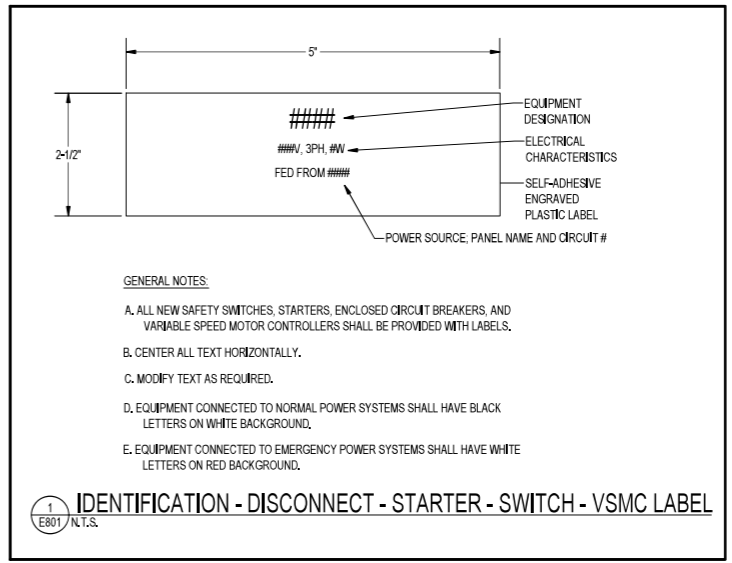 5"
2-1/2"
#####
###V, 3PH, #W
FED FROM ####
EQUIPMENT
DESIGNATION
ELECTRICAL
CHARACTERISTICS
SELF-ADHESIVE
ENGRAVED
PLASTIC LABEL
POWER SOURCE; PANEL NAME AND CIRCUIT #
GENERAL NOTES:
A. ALL NEW SAFETY SWITCHES, STARTERS, ENCLOSED CIRCUIT BREAKERS, AND
VARIABLE SPEED MOTOR CONTROLLERS SHALL BE PROVIDED WITH LABELS.
B. CENTER ALL TEXT HORIZONTALLY.
C. MODIFY TEXT AS REQUIRED.
D. EQUIPMENT CONNECTED TO NORMAL POWER SYSTEMS SHALL HAVE BLACK
LETTERS ON WHITE BACKGROUND.
E. EQUIPMENT CONNECTED TO EMERGENCY POWER SYSTEMS SHALL HAVE WHITE
LETTERS ON RED BACKGROUND.
1
E801
IDENTIFICATION - DISCONNECT - STARTER - SWITCH - VSMC LABEL
N.T.S.